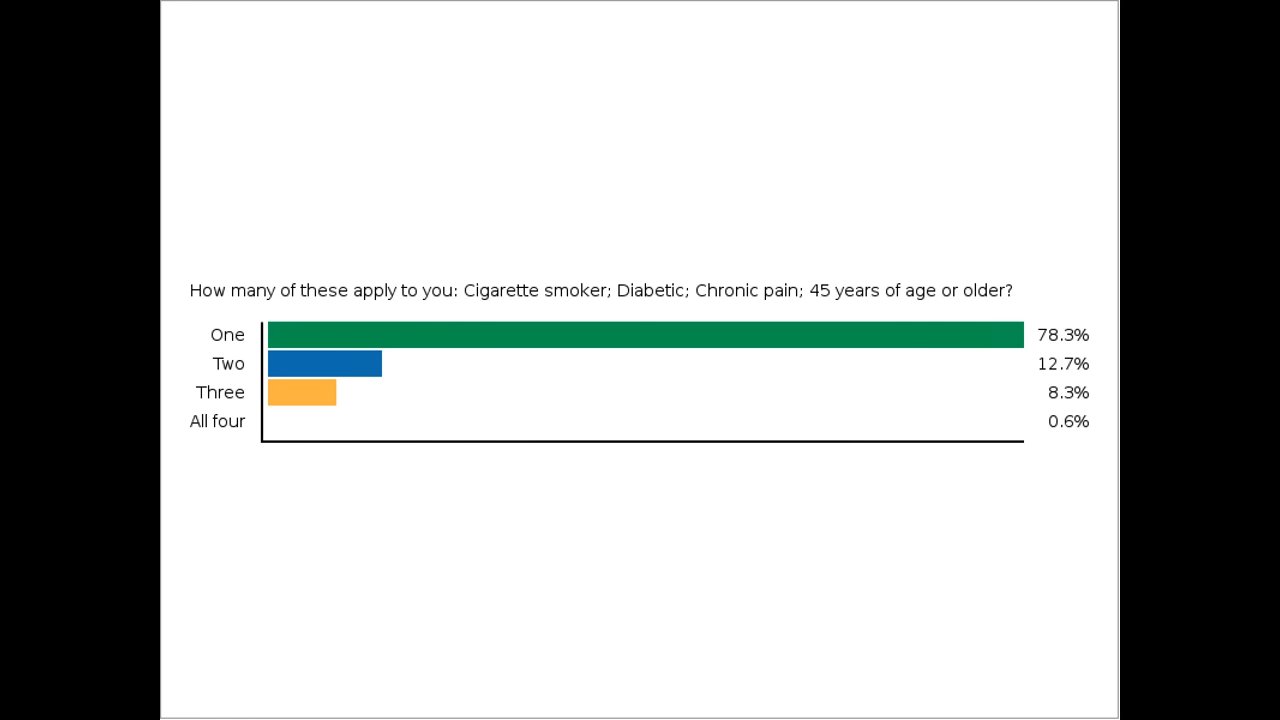 How many of these apply to you: Cigarette smoker; Diabetic; Chronic pain; 45 years of age or older?
One 78.3%
Two 12.7%
Three 8.3%
All four 0.6%